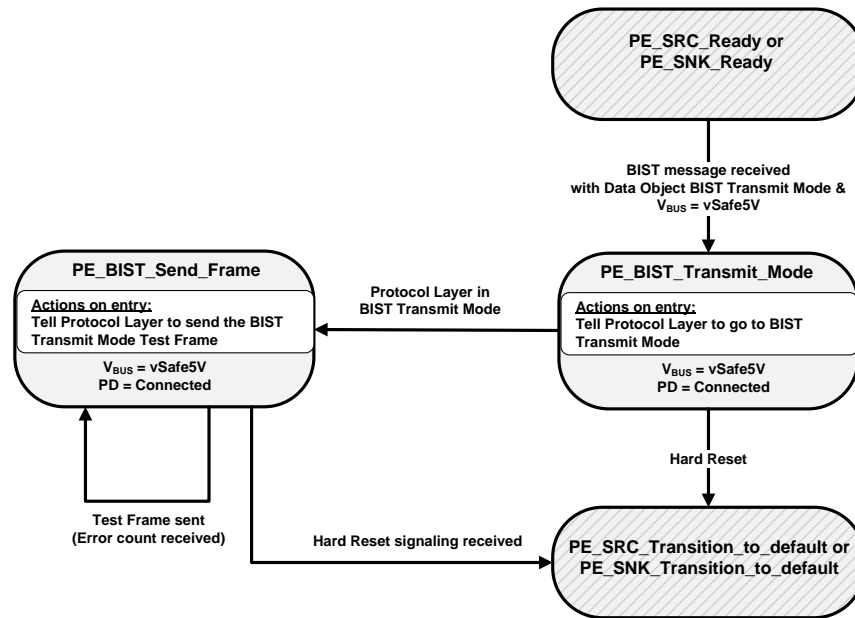 PE_SRC_Ready or
PE_SNK_Ready
BIST message received
with Data Object BIST Transmit Mode &
VBUS = vSafe5V
PE_BIST_Send_Frame
Actions on entry:
Tell Protocol Layer to send the BIST
Transmit Mode Test Frame
VBUS = vSafe5V
PD = Connected
Protocol Layer in
BIST Transmit Mode
PE_BIST_Transmit_Mode
Actions on entry:
Tell Protocol Layer to go to BIST
Transmit Mode
VBUS = vSafe5V
PD = Connected
Hard Reset
Test Frame sent
(Error count received)
Hard Reset signaling received
PE_SRC_Transition_to_default or
PE_SNK_Transition_to_default